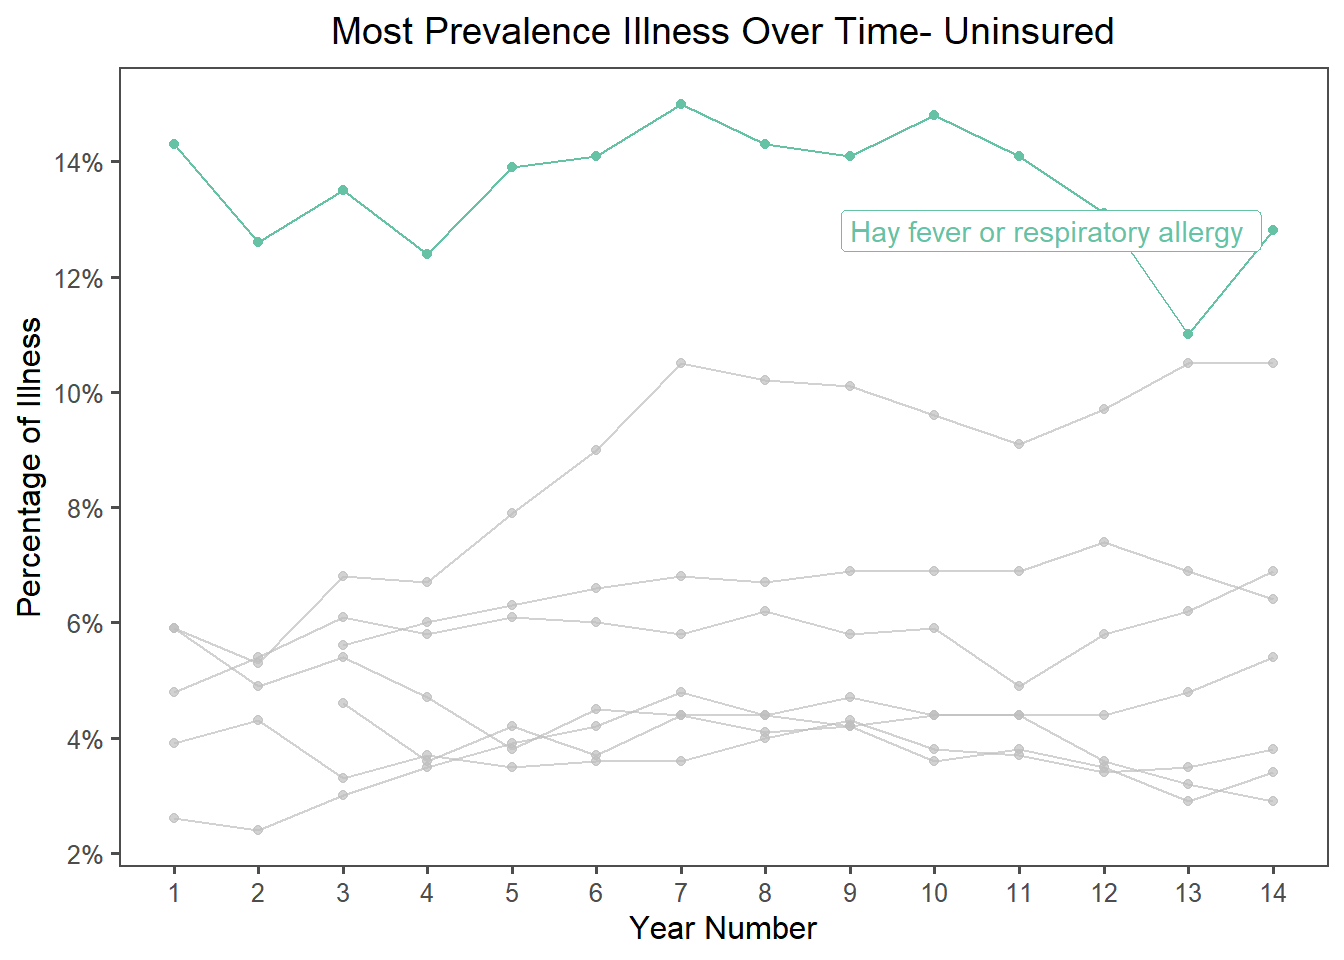 Most Prevalence Illness Over Time- Uninsured
Percentage of Illness
14%
12%
10%
8%
6%
4%
2%
Hay fever or respiratory allergy
1 2 3 4 5 6 7 8 9 10 11 12 13 14
Year Number